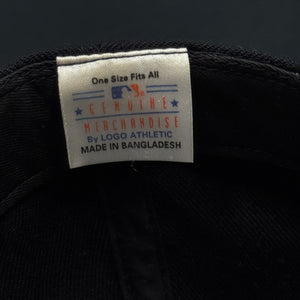 One Size Fits All
GENUINE
MERCHANDISE
By LOGO ATHLETIC
MADE IN BANGLADESH